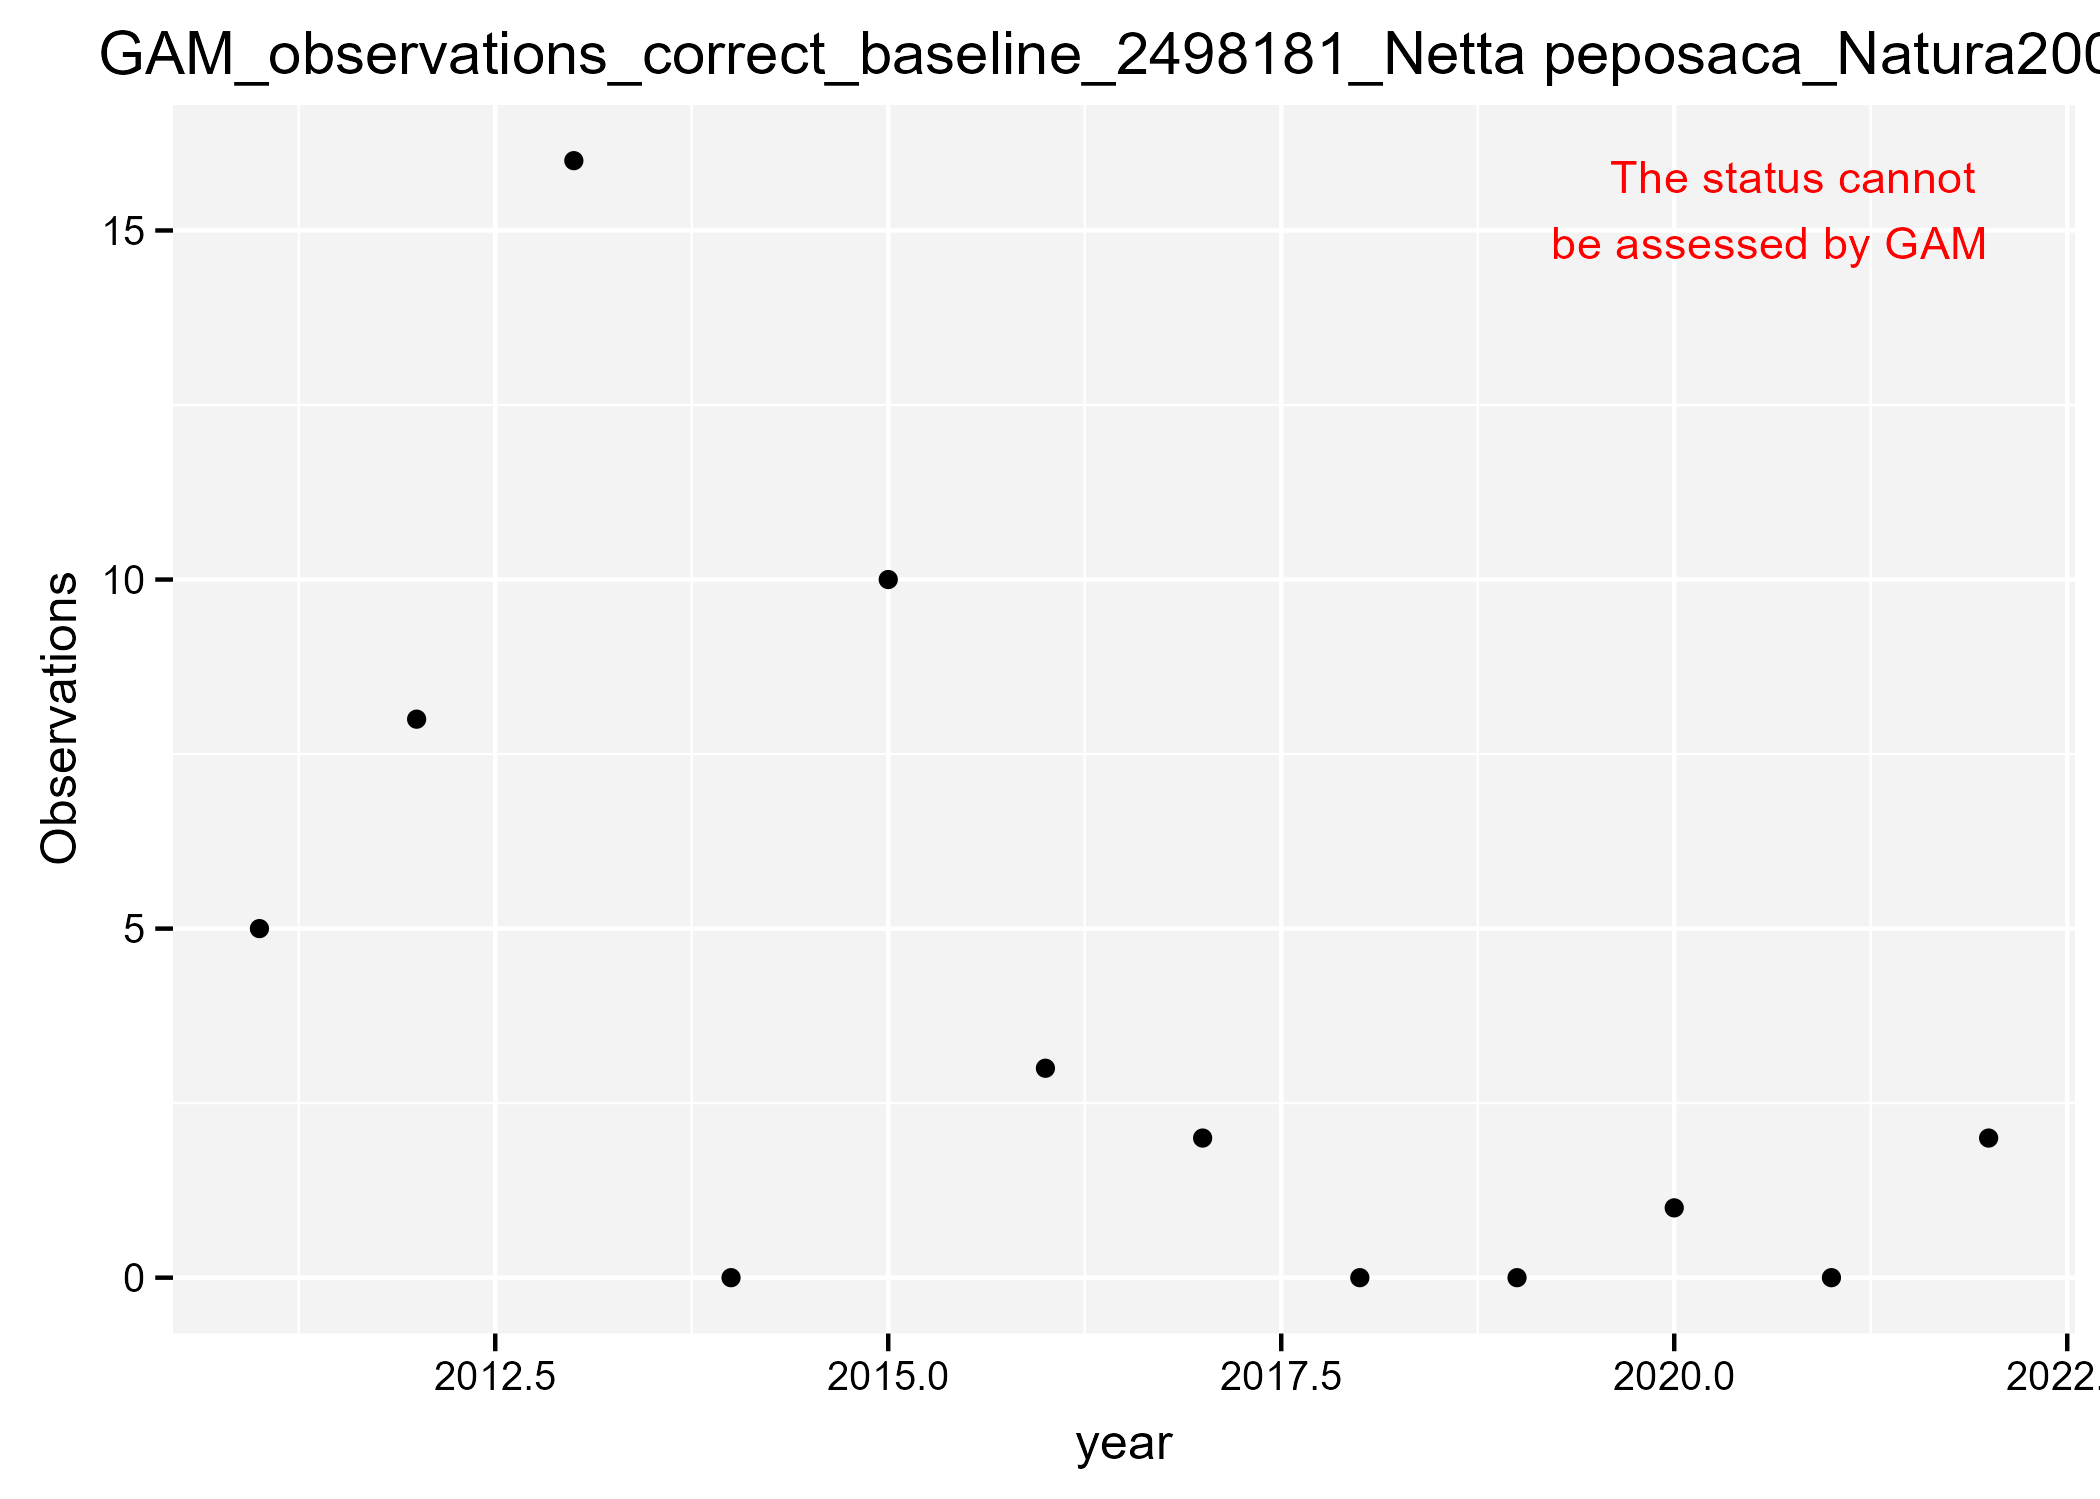 GAM_observations_correct_baseline_2498181_Netta peposaca_Natura200
The status cannot
be assessed by GAM
15
10
5
0
Observations
2012.5
2015.0
2017.5
2020.0
2022.
year